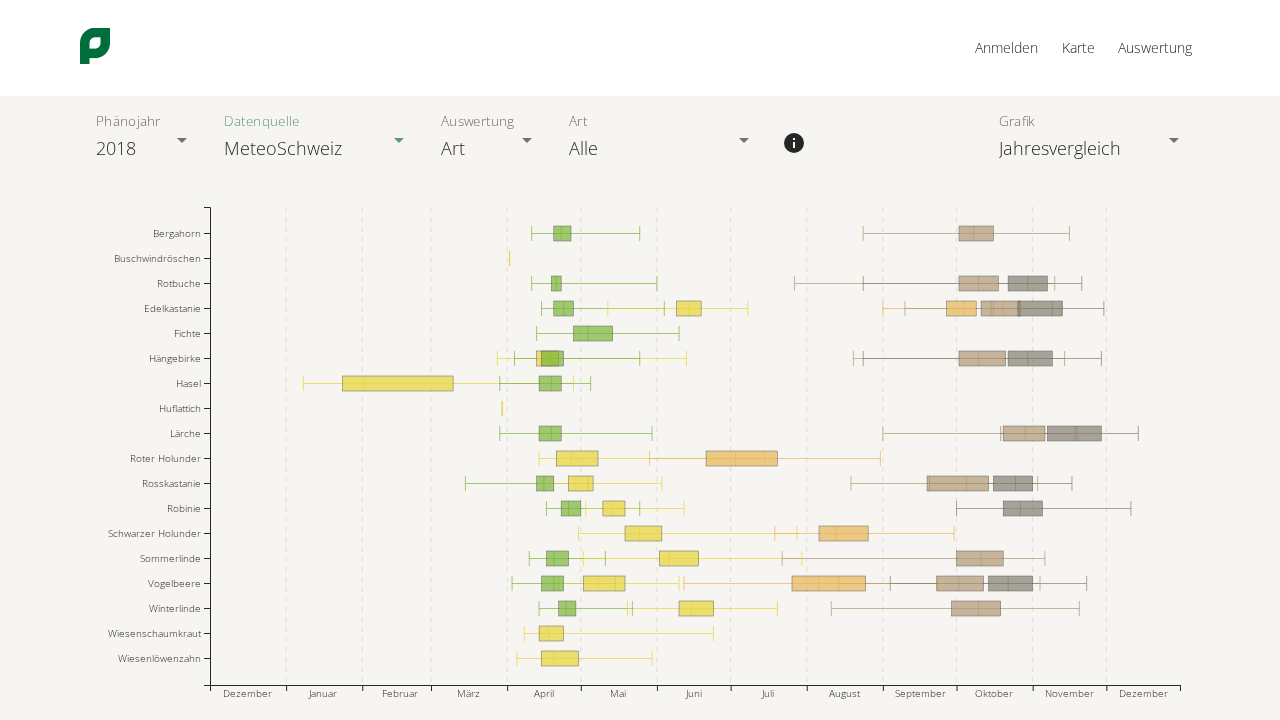 Anmelden Karte Auswertung
Phänojahr Datenquelle Auswertung Art Grafik
2018 MeteoSchweiz Art Alle Jahresvergleich
Bergahorn
Buschwindröschen
Rotbuche
Edelkastanie
Fichte
Hängebirke
Hasel
Huflattich
Lärche
Roter Holunder
Rosskastanie
Robinie
Schwarzer Holunder
Sommerlinde
Vogelbeere
Winterlinde
Wiesenschaumkraut
Wiesenlöwenzahn
Dezember Januar Februar März April Mai Juni Juli August September Oktober November Dezember